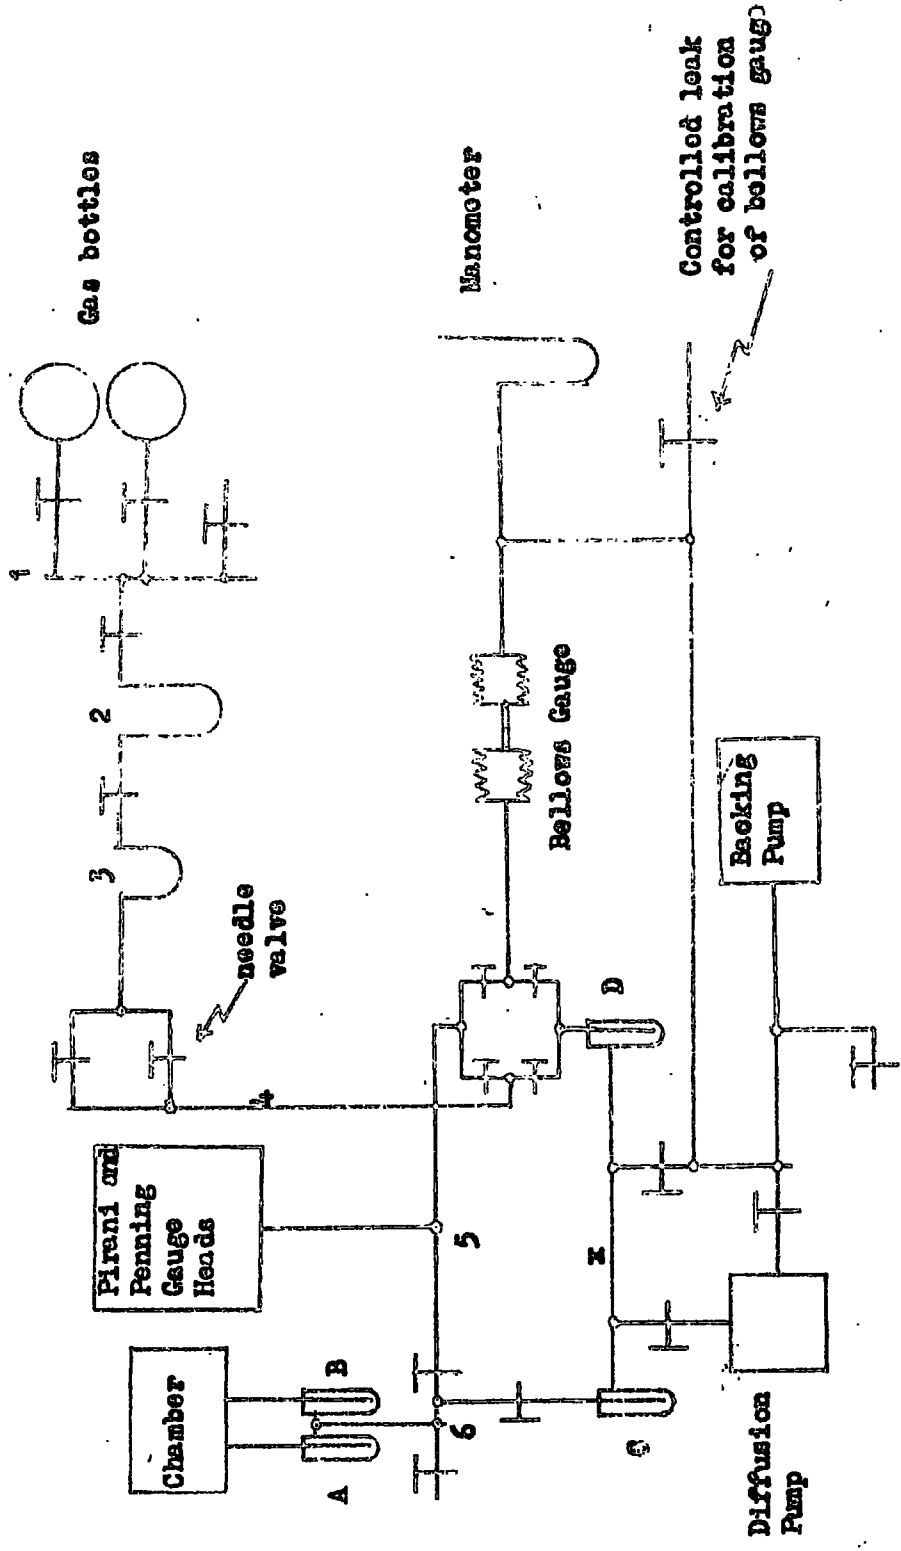 Gas bottles
1
2
3
needle
valve
4
Pirani and
Penning
Gauge
Heads
Chamber
A
B
5
6
Manometer
Bellows Gauge
D
x
Controlled leak
for calibration
of bellows gauge
Backing
Pump
Diffusion
Pump